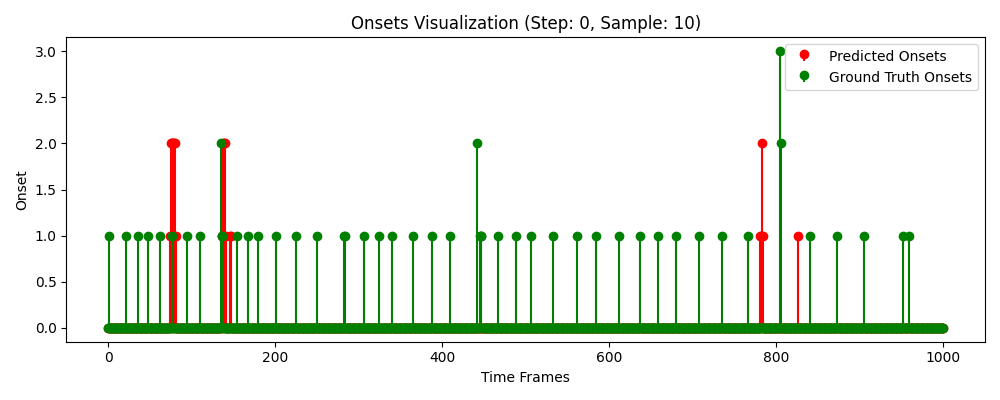 Onsets Visualization (Step: 0, Sample: 10)
Predicted Onsets
Ground Truth Onsets
Onset
3.0
2.5
2.0
1.5
1.0
0.5
0.0
0 200 400 600 800 1000
Time Frames